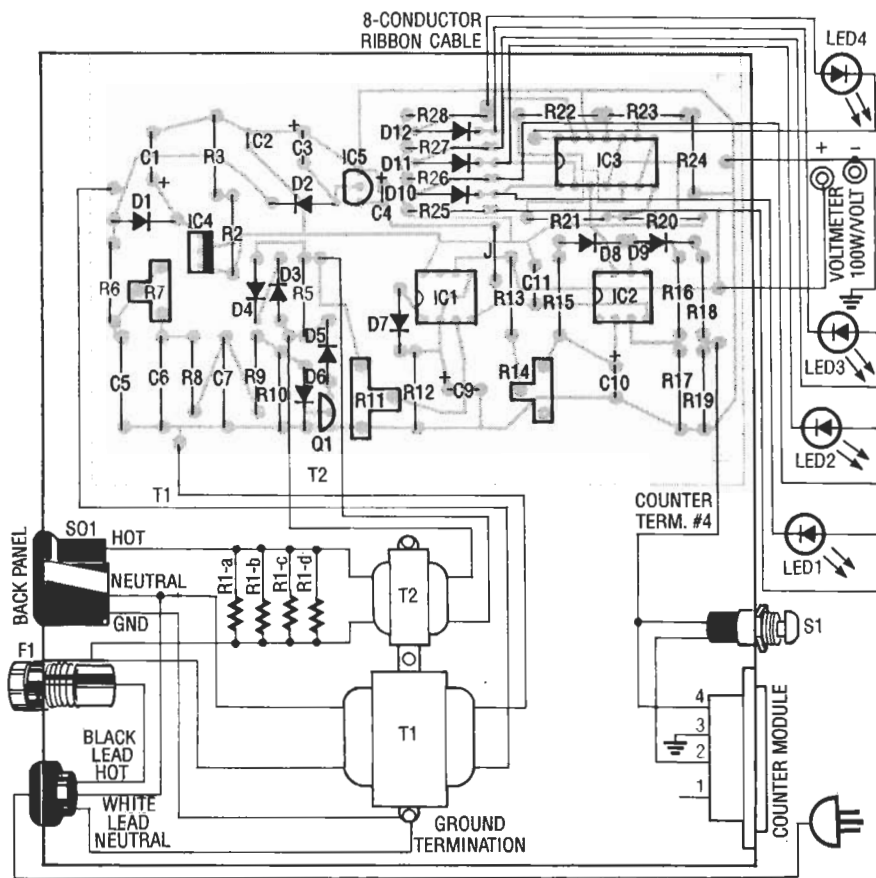 8-CONDUCTOR
RIBBON CABLE
LED4
R28
R22
R23
D12
R27
IC3
D11
R26
R24
D10
R25
C1
R3
IC2
+
C3
IC5
D2
+
C4
+
D1
IC4
R2
R21
R20
+
-
VOLTMETER
100W/VOLT
J
D8
D9
R6
R7
D3
D4
R5
D5
D7
IC1
R13
C11
R15
IC2
R16
R18
LED3
C5
C6
R8
C7
R9
R10
D6
Q1
R11
R12
+
C9
-
R14
+
C10
R17
R19
LED2
T2
T1
COUNTER
TERM. #4
LED1
BACK PANEL
SO1
HOT
NEUTRAL
GND
R1-a
R1-b
R1-c
R1-d
T2
S1
F1
T1
4
3
2
1
COUNTER MODULE
BLACK
LEAD
HOT
WHITE
LEAD
NEUTRAL
GROUND
TERMINATION